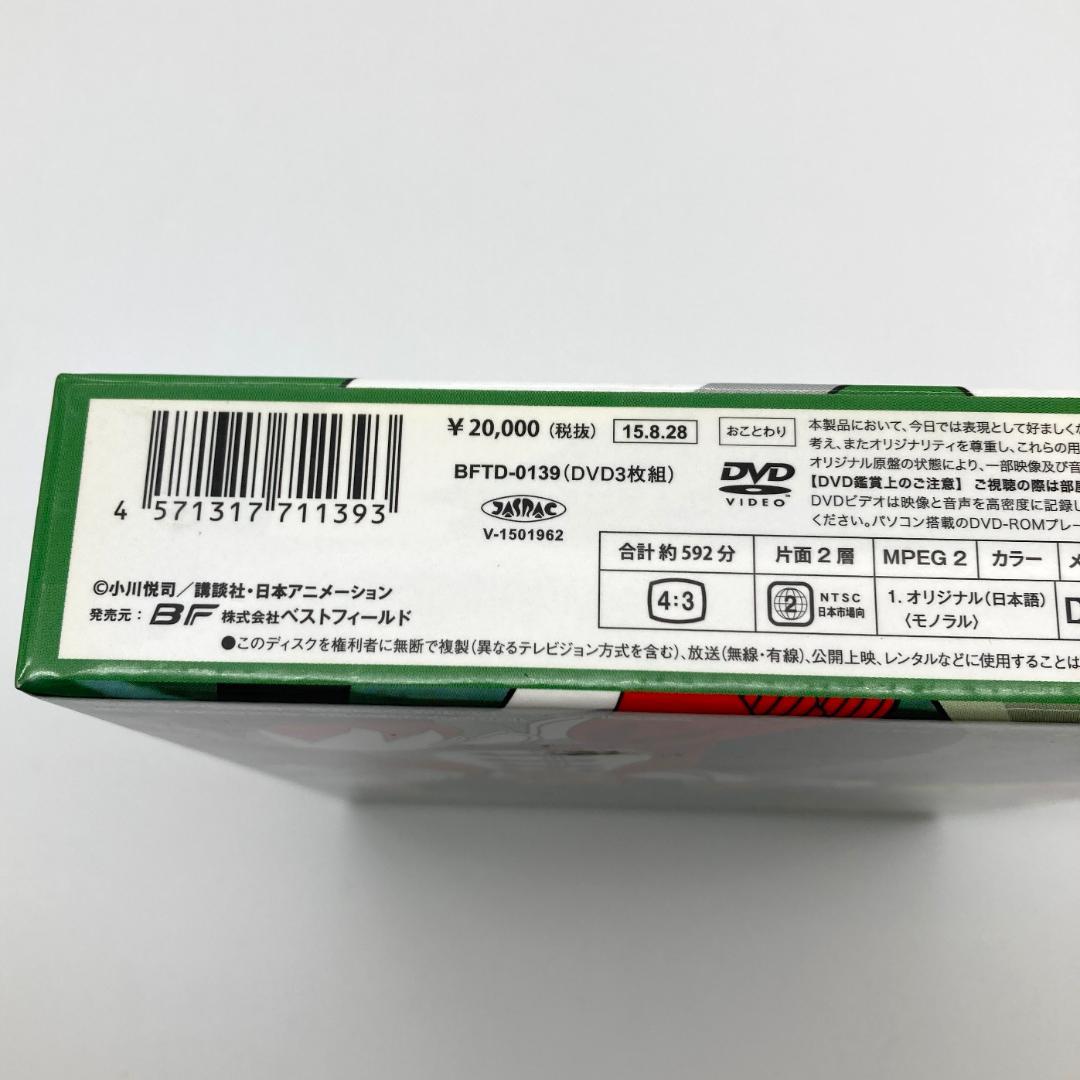 4 571317 711393
¥20,000（税抜） 15.8.28
BFTD-0139（DVD3枚組）
JASRAC
V-1501962
©小川悦司／講談社・日本アニメーション
発売元： BF 株式会社ベストフィールド
おことわり
本製品において、今日では表現として好ましくな
考え、またオリジナリティを尊重し、これらの用
オリジナル原盤の状態により、一部映像及び音
DVD VIDEO
【DVD鑑賞上のご注意】 ご視聴の際は部屋
DVDビデオは映像と音声を高密度に記録し
ください。パソコン搭載のDVD-ROMプレー
合計 約 592 分 片面 2 層 MPEG 2 カラー
4:3 2 NTSC 日本市場向 1. オリジナル（日本語）
〈モノラル〉
●このディスクを権利者に無断で複製（異なるテレビジョン方式を含む）、放送（無線・有線）、公開上映、レンタルなどに使用することは